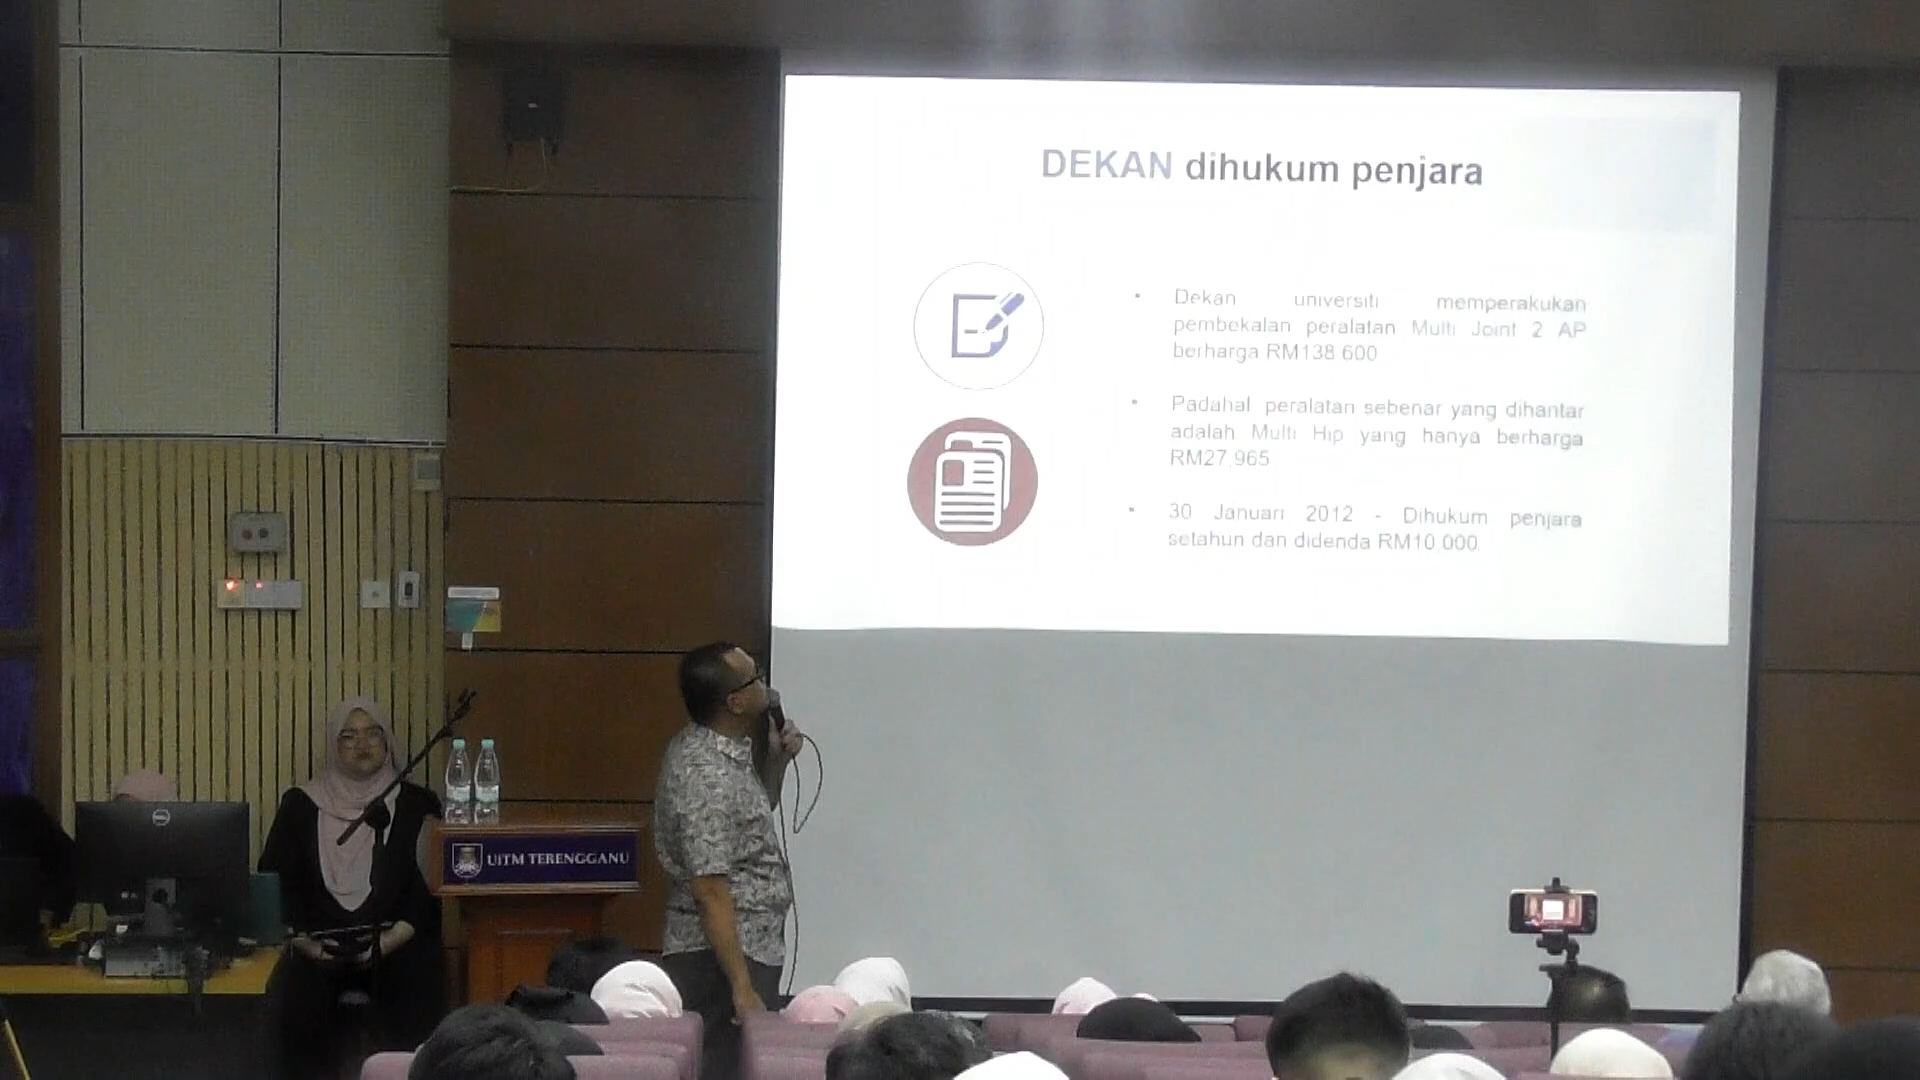 DEKAN dihukum penjara
• Dekan universiti memperakukan
pembekalan peralatan Multi Joint 2 AP
berharga RM138 600
• Padahal peralatan sebenar yang dihantar
adalah Multi Hip yang hanya berharga
RM27,965
• 30 Januari 2012 - Dihukum penjara
setahun dan didenda RM10 000
UiTM TERENGGANU
DELL